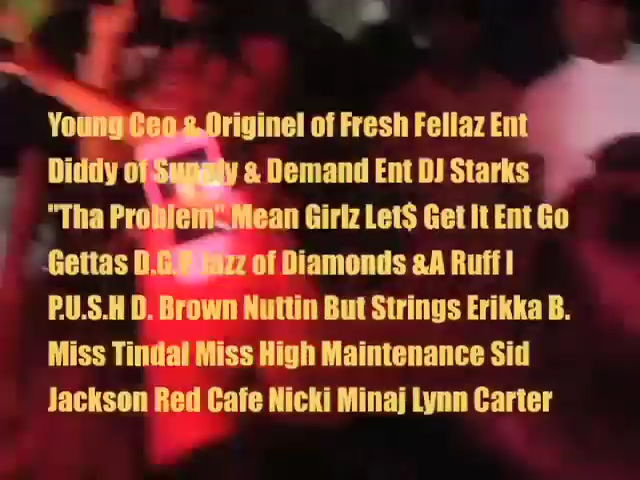 Young Ceo & Originel of Fresh Fellaz Ent
Diddy of Supply & Demand Ent DJ Starks
"Tha Problem" Mean Girlz Let$ Get It Ent Go
Gettas D.G.P Jazz of Diamonds &A Ruff I
P.U.S.H D. Brown Nuttin But Strings Erikka B.
Miss Tindal Miss High Maintenance Sid
Jackson Red Cafe Nicki Minaj Lynn Carter